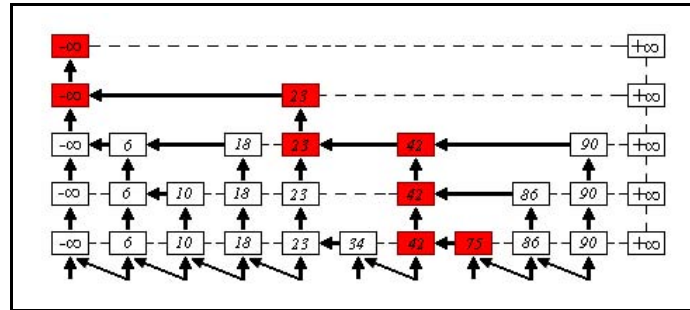 -∞ +∞
-∞ 23 +∞
-∞ 6 18 23 42 90 +∞
-∞ 6 10 18 23 42 86 90 +∞
-∞ 6 10 18 23 34 42 75 86 90 +∞